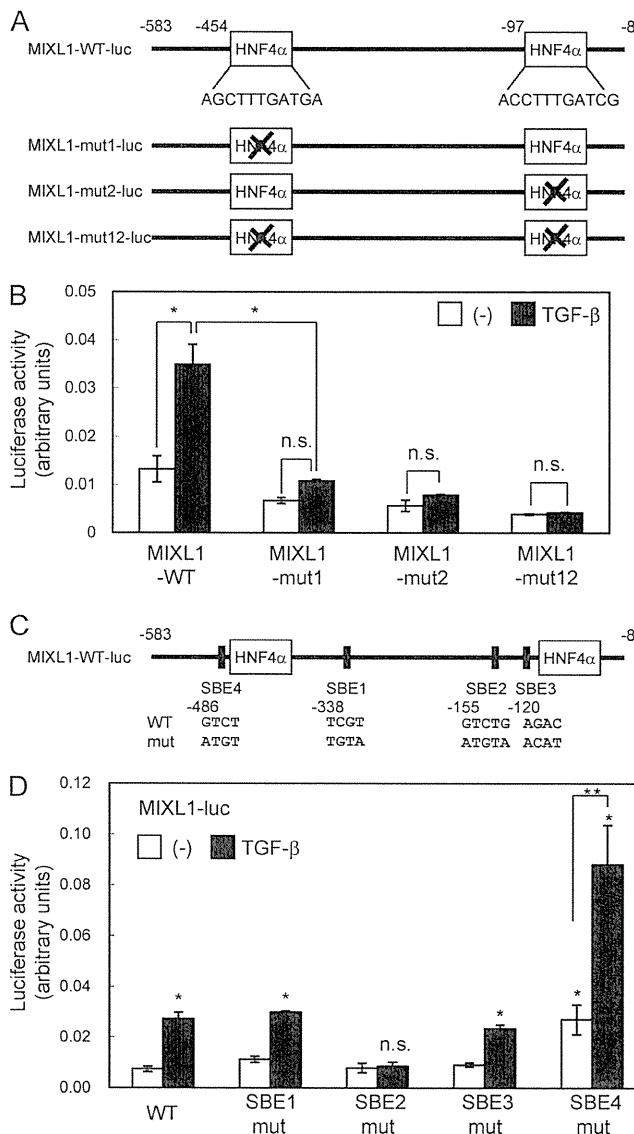 A
-583 -454 -97 -8
MIXL1-WT-luc HNF4α HNF4α
AGCTTTGATGA ACCTTTGATCG
MIXL1-mut1-luc HNF4α HNF4α
MIXL1-mut2-luc HNF4α HNF4α
MIXL1-mut12-luc HNF4α HNF4α
B
Luciferase activity
(arbitrary units)
0.05
0.04
0.03
0.02
0.01
0
(-) TGF-β
* *
n.s. n.s. n.s.
MIXL1 MIXL1 MIXL1 MIXL1
-WT -mut1 -mut2 -mut12
C
-583 -8
MIXL1-WT-luc HNF4α HNF4α
SBE4 SBE1 SBE2 SBE3
-486 -338 -155 -120
WT GTCT TCGT GTCTG AGAC
mut ATGT TGTA ATGTA ACAT
D
MIXL1-luc
(-) TGF-β
Luciferase activity
(arbitrary units)
0.12
0.10
0.08
0.06
0.04
0.02
0.00
**
* * n.s. * * *
WT SBE1 SBE2 SBE3 SBE4
mut mut mut mut